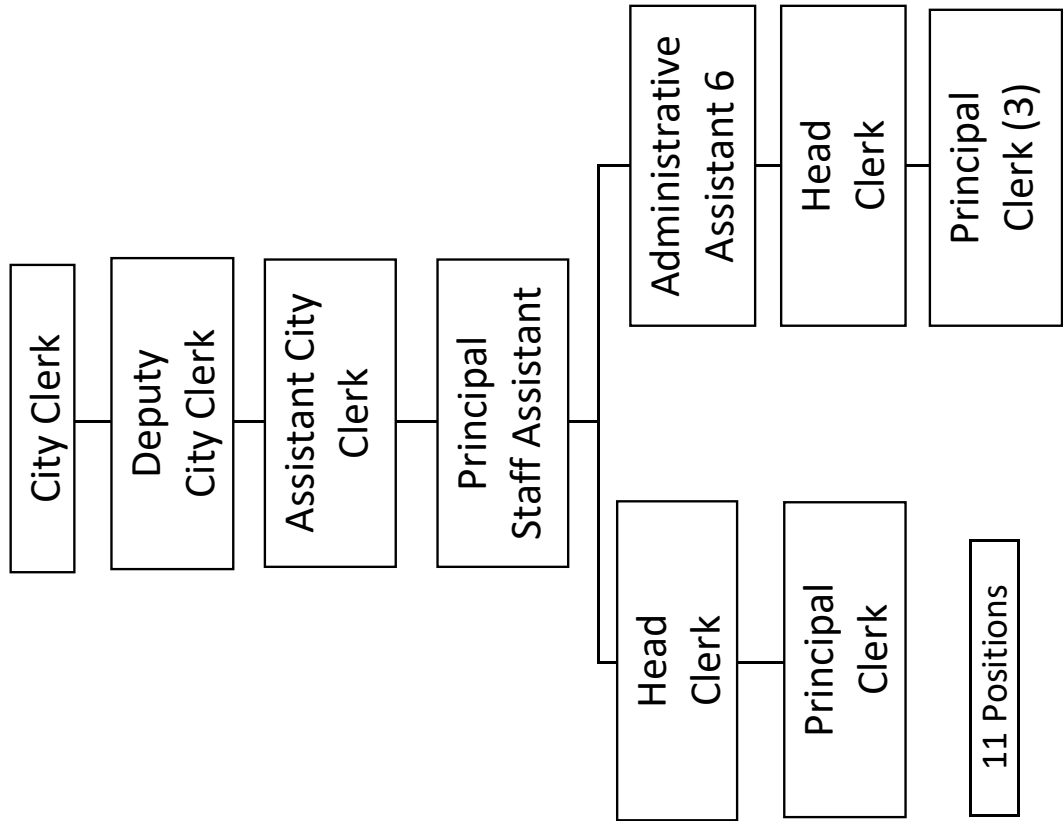 City Clerk
Deputy
City Clerk
Assistant City
Clerk
Principal
Staff Assistant
Head
Clerk
Principal
Clerk
Administrative
Assistant 6
Head
Clerk
Principal
Clerk (3)
11 Positions